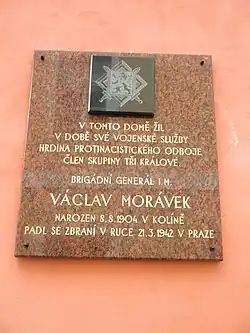 V TOMTO DOMĚ ŽIL
V DOBĚ SVÉ VOJENSKÉ SLUŽBY
HRDINA PROTINACISTICKÉHO ODBOJE
ČLEN SKUPINY TŘI KRÁLOVÉ.
BRIGÁDNÍ GENERÁL I.M.
VÁCLAV MORÁVEK
NAROZEN 8.8.1904 V KOLÍNĚ
PADL SE ZBRANÍ V RUCE 21.3.1942 V PRAZE